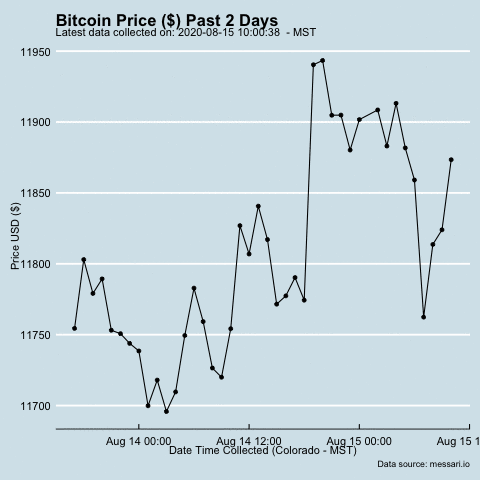 Bitcoin Price ($) Past 2 Days
Latest data collected on: 2020-08-15 10:00:38 - MST
11950
11900
11850
11800
11750
11700
Price USD ($)
Aug 14 00:00 Aug 14 12:00 Aug 15 00:00 Aug 15 1
Date Time Collected (Colorado - MST)
Data source: messari.io